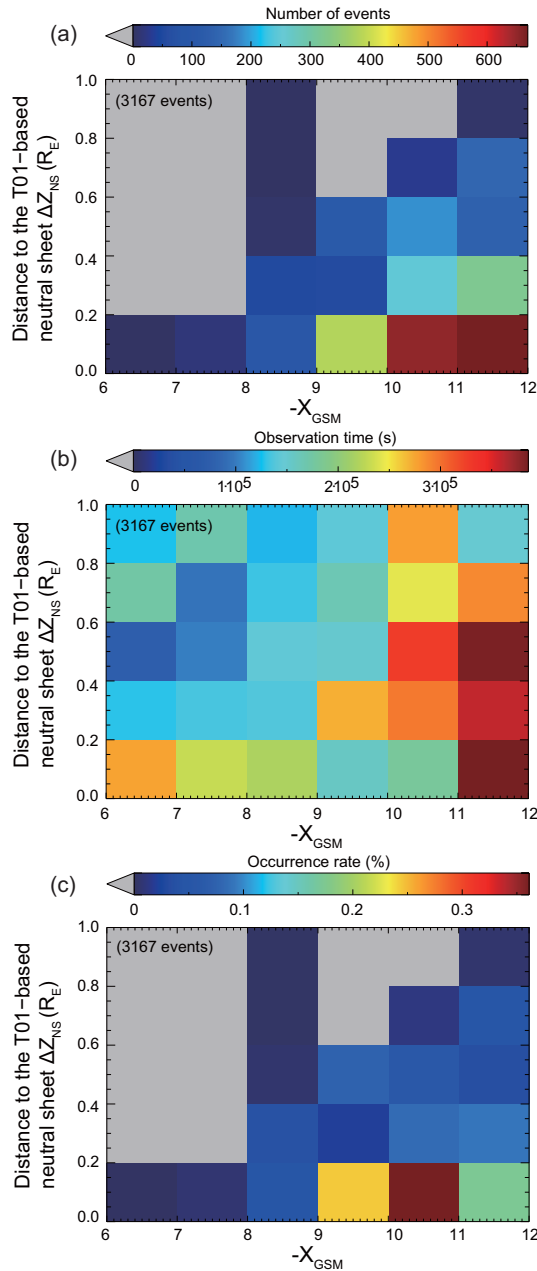 (a)
Number of events
0 100 200 300 400 500 600
(3167 events)
Distance to the T01−based
neutral sheet ΔZNS (RE)
1.0
0.8
0.6
0.4
0.2
0.0
6 7 8 9 10 11 12
-XGSM
(b)
Observation time (s)
0 1•10⁵ 2•10⁵ 3•10⁵
(3167 events)
Distance to the T01−based
neutral sheet ΔZNS (RE)
1.0
0.8
0.6
0.4
0.2
0.0
6 7 8 9 10 11 12
-XGSM
(c)
Occurrence rate (%)
0 0.1 0.2 0.3
(3167 events)
Distance to the T01−based
neutral sheet ΔZNS (RE)
1.0
0.8
0.6
0.4
0.2
0.0
6 7 8 9 10 11 12
-XGSM